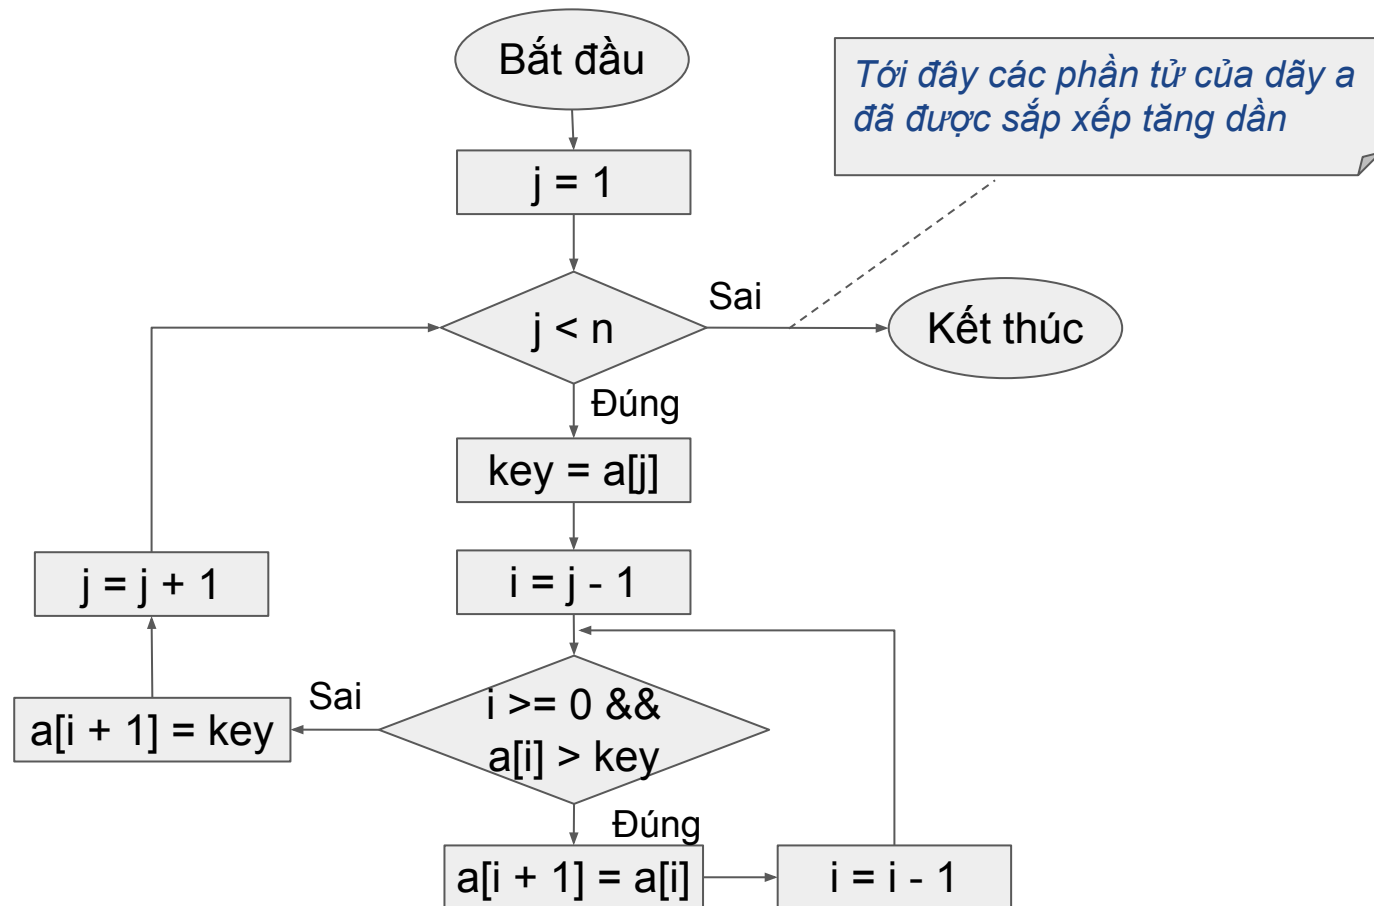 Bắt đầu
Tới đây các phần tử của dãy a
đã được sắp xếp tăng dần
j = 1
Sai
j < n
Kết thúc
Đúng
key = a[j]
j = j + 1
i = j - 1
Sai
i >= 0 &&
a[i] > key
a[i + 1] = key
Đúng
a[i + 1] = a[i]
i = i - 1